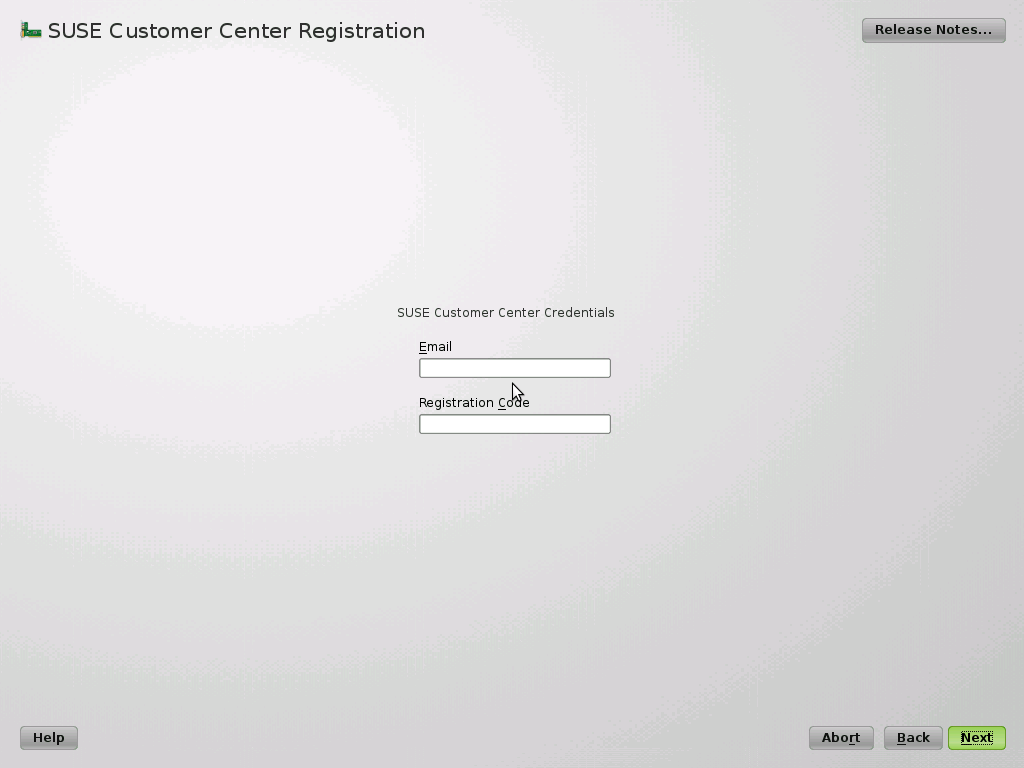 SUSE Customer Center Registration
Release Notes...
SUSE Customer Center Credentials
Email
Registration Code
Help
Abort
Back
Next